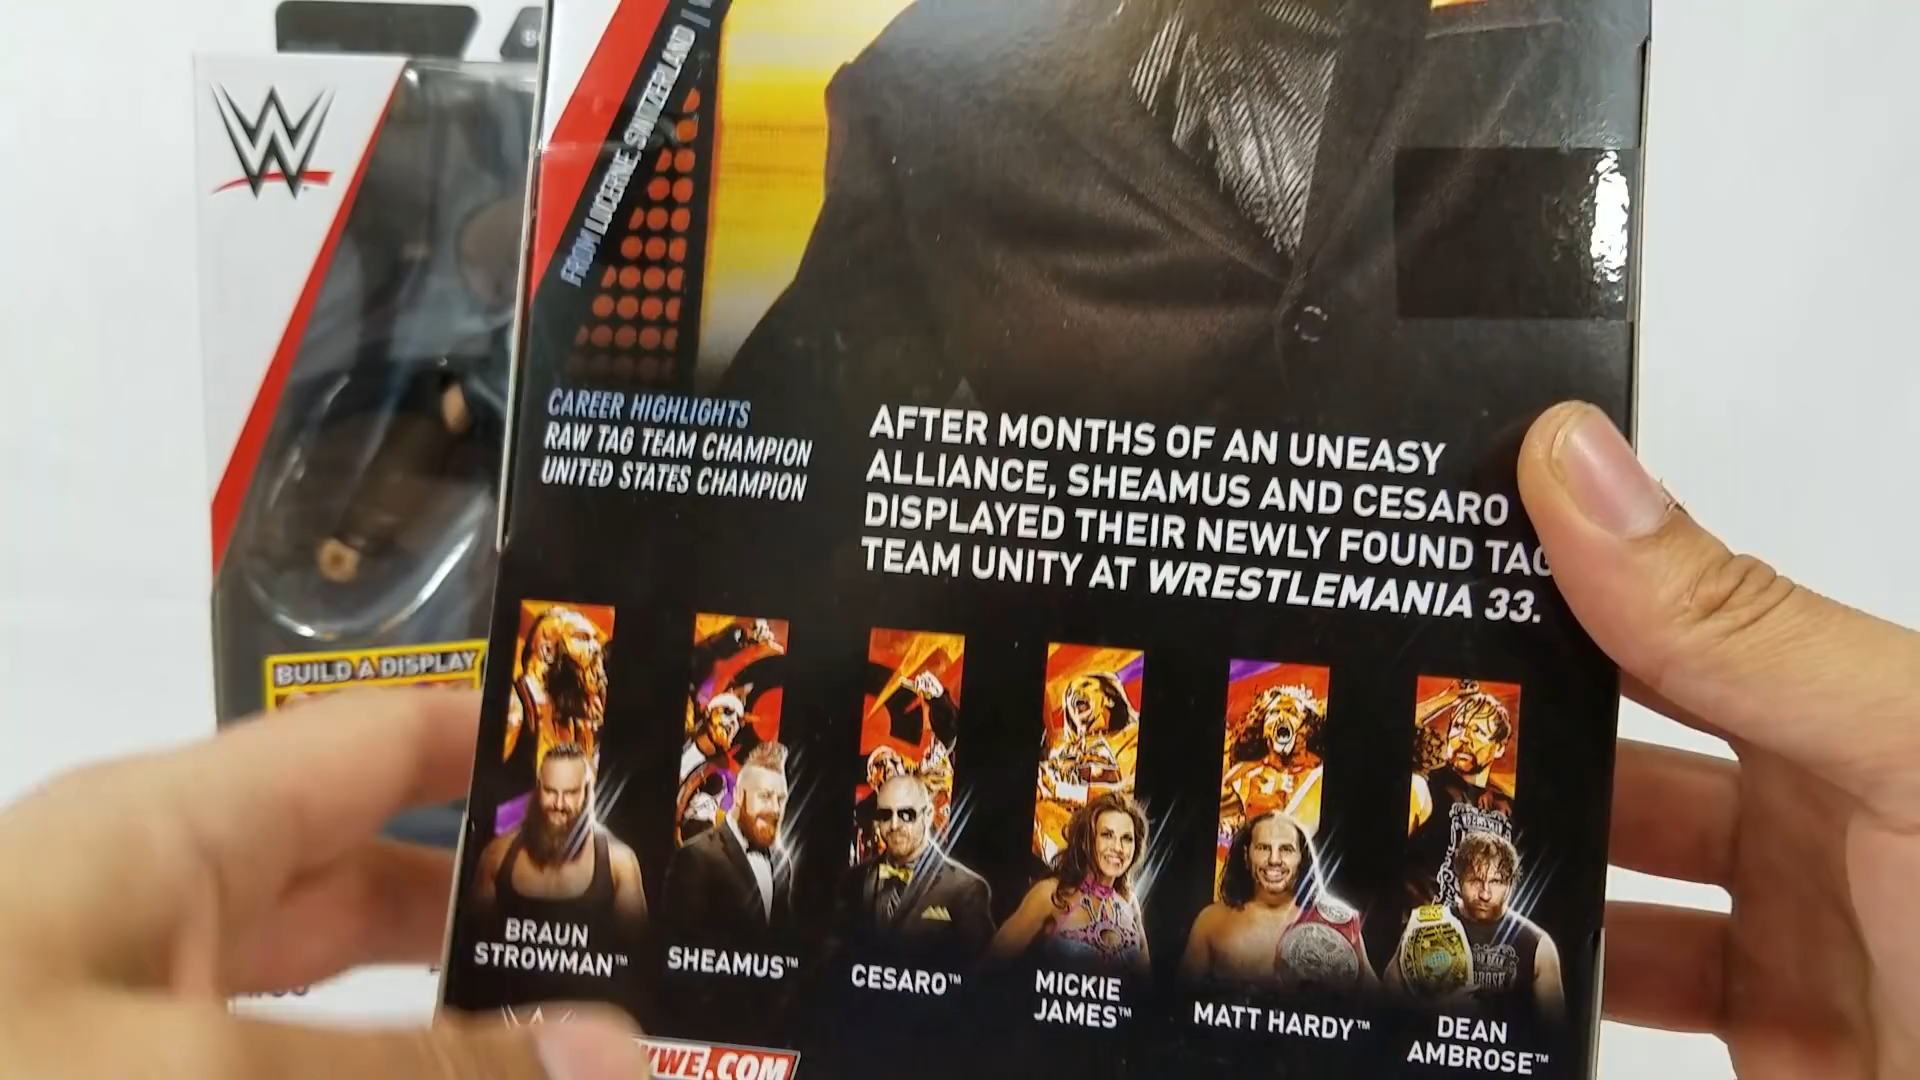 FROM LUCERNE, SWITZERLAND |
CAREER HIGHLIGHTS
RAW TAG TEAM CHAMPION
UNITED STATES CHAMPION
AFTER MONTHS OF AN UNEASY
ALLIANCE, SHEAMUS AND CESARO
DISPLAYED THEIR NEWLY FOUND TAG
TEAM UNITY AT WRESTLEMANIA 33.
BUILD A DISPLAY
BRAUN
STROWMAN™
SHEAMUS™
CESARO™
MICKIE
JAMES™
MATT HARDY™
DEAN
AMBROSE™
WWE.COM